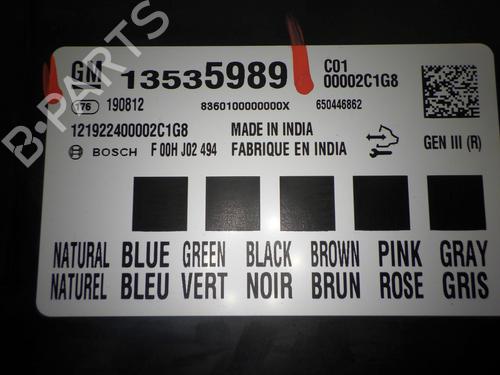 GM 13535989 C01
00002C1G8
176 190812 8360100000000X 650446862
121922400002C1G8 MADE IN INDIA
BOSCH F 00H J02 494 FABRIQUE EN INDIA GEN III (R)
NATURAL BLUE GREEN BLACK BROWN PINK GRAY
NATUREL BLEU VERT NOIR BRUN ROSE GRIS
B-PARTS